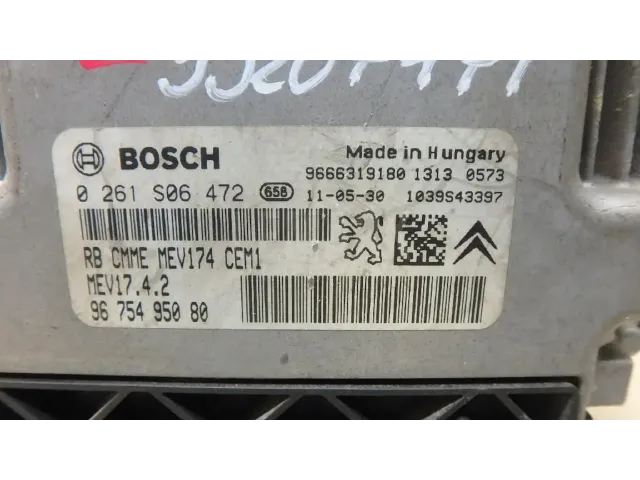 BOSCH
Made in Hungary
9666319180 1313 0573
0 261 S06 472 658 11-05-30 1039S43397
RB CMME MEV174 CEM1
MEV17.4.2
96 754 950 80